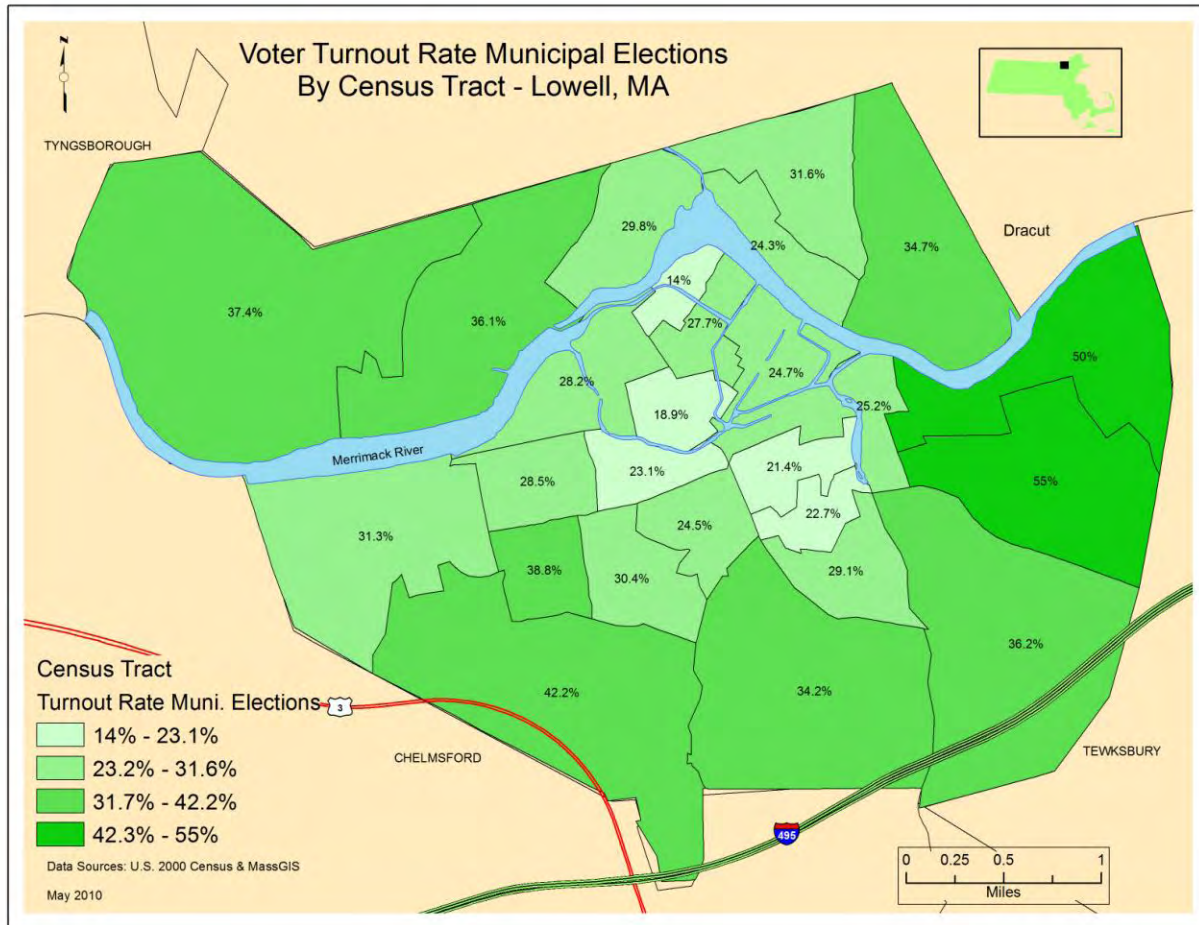 Voter Turnout Rate Municipal Elections
By Census Tract - Lowell, MA
N
TYNGSBOROUGH
31.6%
29.8%
24.3%
34.7%
Dracut
14%
37.4%
36.1%
27.7%
50%
28.2%
24.7%
25.2%
18.9%
Merrimack River
23.1%
21.4%
28.5%
55%
22.7%
24.5%
31.3%
38.8%
30.4%
29.1%
36.2%
42.2%
34.2%
3
CHELMSFORD
TEWKSBURY
495
Census Tract
Turnout Rate Muni. Elections
14% - 23.1%
23.2% - 31.6%
31.7% - 42.2%
42.3% - 55%
Data Sources: U.S. 2000 Census & MassGIS
May 2010
0 0.25 0.5 1
Miles